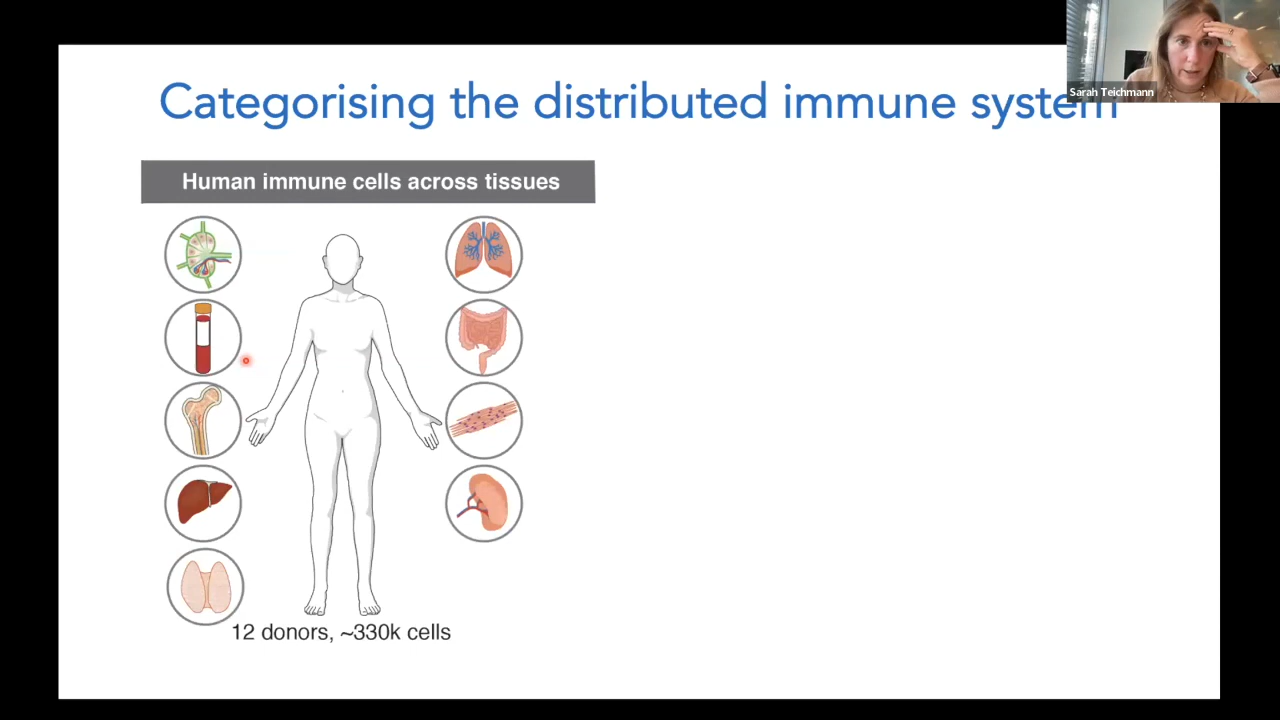 Categorising the distributed immune system
Sarah Teichmann
Human immune cells across tissues
12 donors, ~330k cells